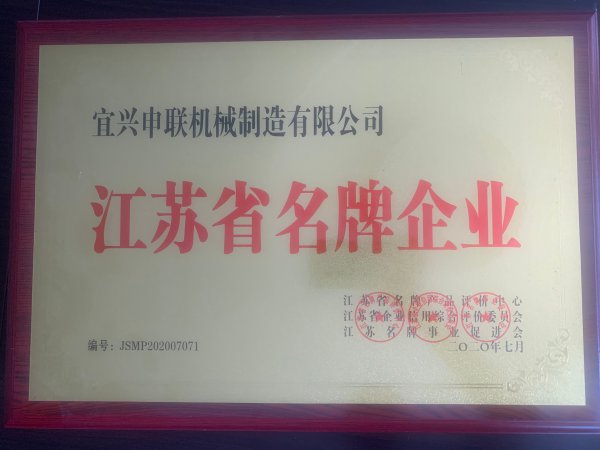 宜兴申联机械制造有限公司
江苏省名牌企业
江苏省名牌产品评价中心
江苏省企业信用综合评价委员会
江苏名牌事业促进会
编号：JSMP202007071
二〇二〇年七月